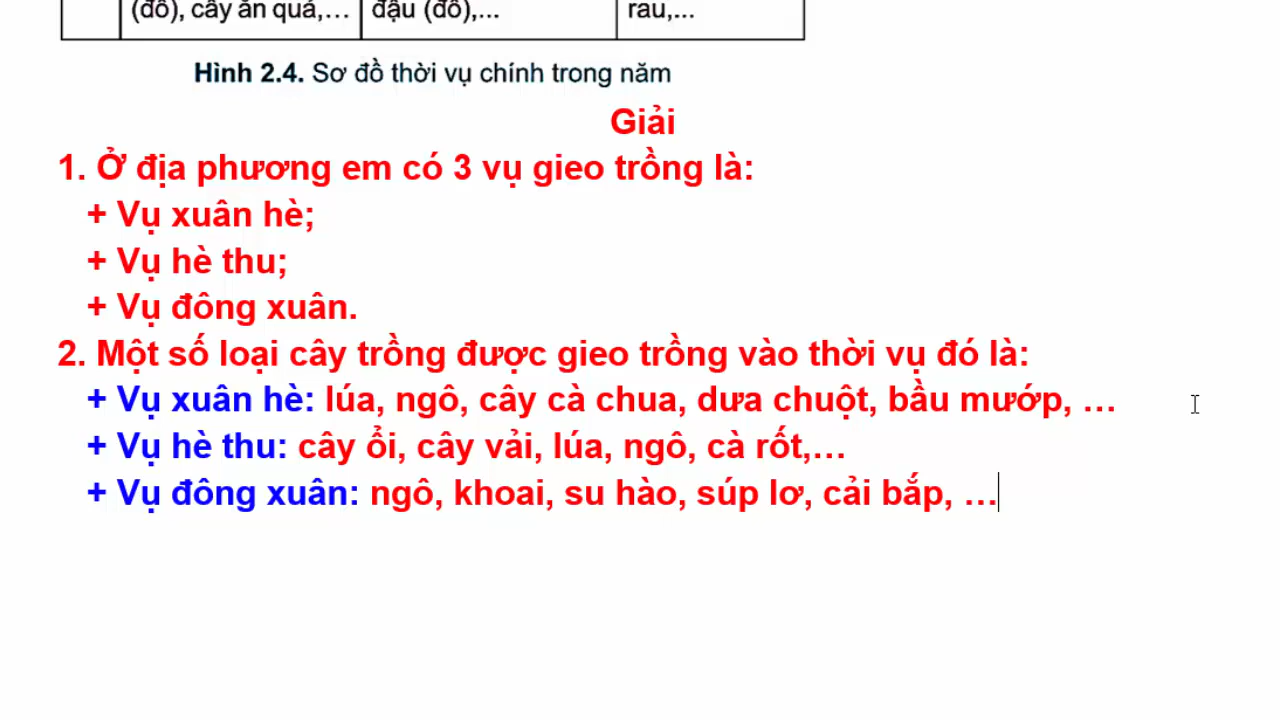 (đỗ), cây ăn quả,... đậu (đỗ),... rau,...
Hình 2.4. Sơ đồ thời vụ chính trong năm
Giải
1. Ở địa phương em có 3 vụ gieo trồng là:
+ Vụ xuân hè;
+ Vụ hè thu;
+ Vụ đông xuân.
2. Một số loại cây trồng được gieo trồng vào thời vụ đó là:
+ Vụ xuân hè: lúa, ngô, cây cà chua, dưa chuột, bầu mướp, ...
+ Vụ hè thu: cây ổi, cây vải, lúa, ngô, cà rốt,...
+ Vụ đông xuân: ngô, khoai, su hào, súp lơ, cải bắp, ...